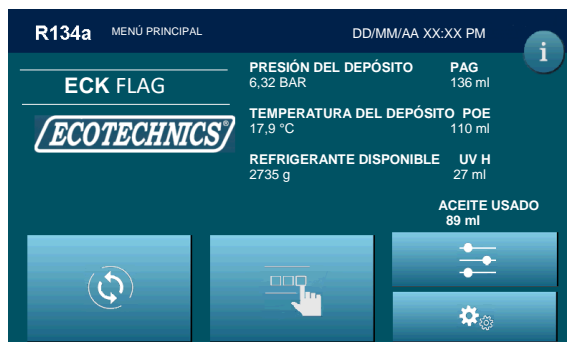 R134a MENÚ PRINCIPAL DD/MM/AA XX:XX PM
i
ECK FLAG
ECOTECHNICS
PRESIÓN DEL DEPÓSITO PAG
6,32 BAR 136 ml
TEMPERATURA DEL DEPÓSITO POE
17,9 °C 110 ml
REFRIGERANTE DISPONIBLE UV H
2735 g 27 ml
ACEITE USADO
89 ml